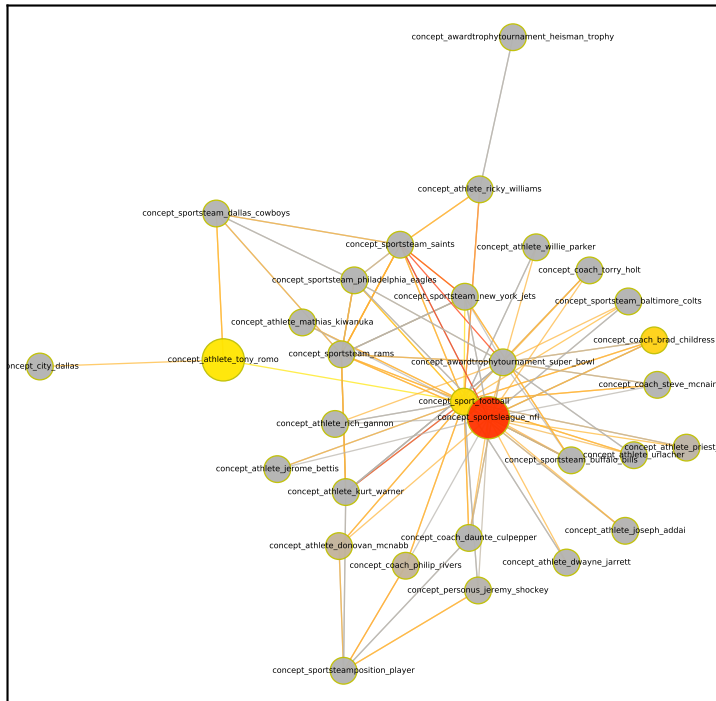 concept_awardtrophytournament_heisman_trophy
concept_athlete_ricky_williams
concept_sportsteam_dallas_cowboys
concept_sportsteam_saints
concept_athlete_willie_parker
concept_coach_torry_holt
concept_sportsteam_philadelphia_eagles
concept_sportsteam_new_york_jets
concept_sportsteam_baltimore_colts
concept_athlete_mathias_kiwanuka
concept_coach_brad_childress
concept_sportsteam_rams
concept_athlete_tony_romo
concept_awardtrophytournament_super_bowl
concept_city_dallas
concept_coach_steve_mcnair
concept_sport_football
concept_sportsleague_nfl
concept_athlete_rich_gannon
concept_athlete_priest
concept_athlete_urlacher
concept_sportsteam_buffalo_bills
concept_athlete_jerome_bettis
concept_athlete_kurt_warner
concept_athlete_joseph_addai
concept_coach_daunte_culpepper
concept_athlete_donovan_mcnabb
concept_athlete_dwayne_jarrett
concept_coach_philip_rivers
concept_personus_jeremy_shockey
concept_sportsteamposition_player